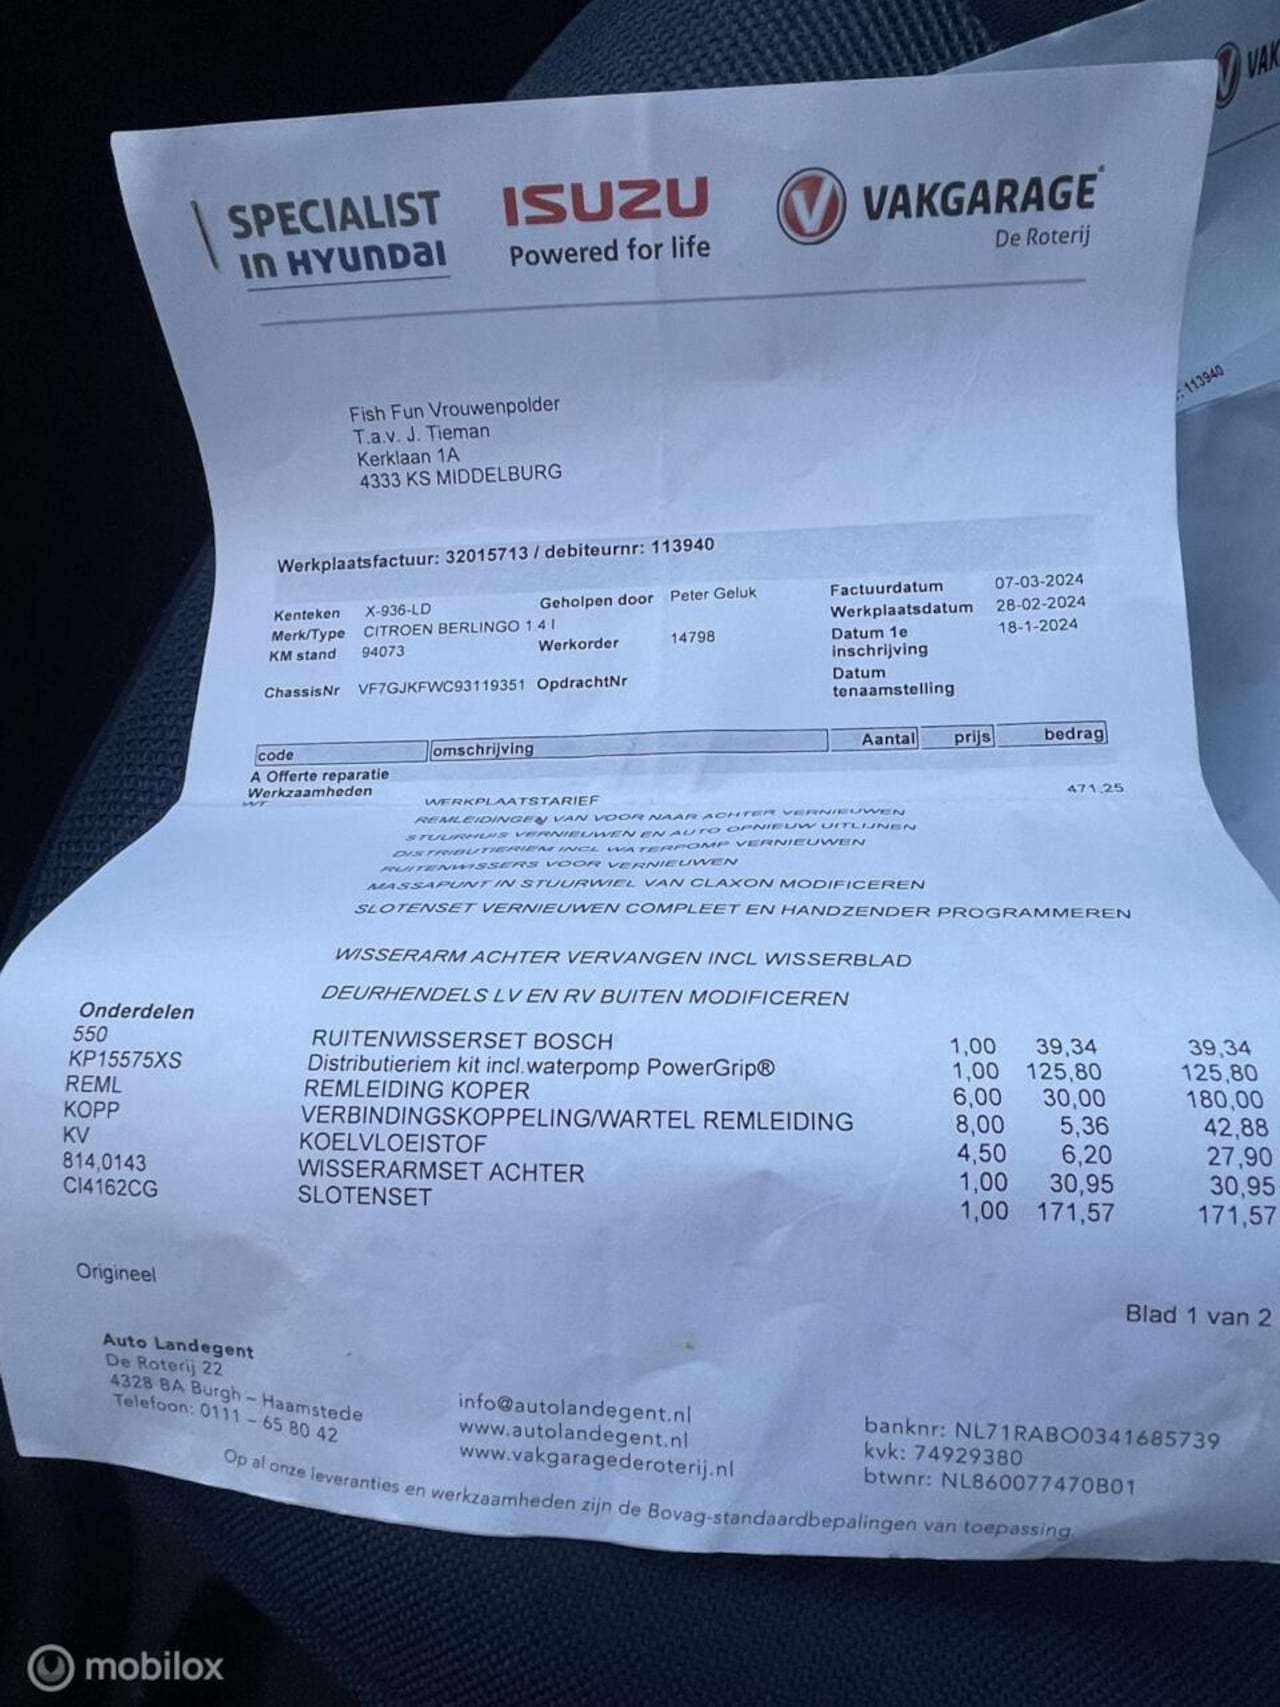 SPECIALIST
IN HYUNDAI
ISUZU
Powered for life
VAKGARAGE
De Roterij
VAK
113940
Fish Fun Vrouwenpolder
T.a.v. J. Tieman
Kerklaan 1A
4333 KS MIDDELBURG
Werkplaatsfactuur: 32015713 / debiteurnr: 113940
Kenteken X-936-LD Geholpen door Peter Geluk Factuurdatum 07-03-2024
Merk/Type CITROEN BERLINGO 1.4 I Werkplaatsdatum 28-02-2024
KM stand 94073 Werkorder 14798 Datum 1e inschrijving 18-1-2024
ChassisNr VF7GJKFWC93119351 OpdrachtNr Datum tenaamstelling
code omschrijving Aantal prijs bedrag
A Offerte reparatie
Werkzaamheden 471,25
WT WERKPLAATSTARIEF
REMLEIDINGEN VAN VOOR NAAR ACHTER VERNIEUWEN
STUURHUIS VERNIEUWEN EN AUTO OPNIEUW UITLIJNEN
DISTRIBUTIERIEM INCL WATERPOMP VERNIEUWEN
RUITENWISSERS VOOR VERNIEUWEN
MASSAPUNT IN STUURWIEL VAN CLAXON MODIFICEREN
SLOTENSET VERNIEUWEN COMPLEET EN HANDZENDER PROGRAMMEREN
WISSERARM ACHTER VERVANGEN INCL WISSERBLAD
DEURHENDELS LV EN RV BUITEN MODIFICEREN
Onderdelen
550 RUITENWISSERSET BOSCH 1,00 39,34 39,34
KP15575XS Distributieriem kit incl.waterpomp PowerGrip® 1,00 125,80 125,80
REML REMLEIDING KOPER 6,00 30,00 180,00
KOPP VERBINDINGSKOPPELING/WARTEL REMLEIDING 8,00 5,36 42,88
KV KOELVLOEISTOF 4,50 6,20 27,90
814,0143 WISSERARMSET ACHTER 1,00 30,95 30,95
CI4162CG SLOTENSET 1,00 171,57 171,57
Origineel
Blad 1 van 2
Auto Landegent
De Roterij 22
4328 BA Burgh – Haamstede
Telefoon: 0111 – 65 80 42
info@autolandegent.nl
www.autolandegent.nl
www.vakgaragederoterij.nl
banknr: NL71RABO0341685739
kvk: 74929380
btwnr: NL860077470B01
Op al onze leveranties en werkzaamheden zijn de Bovag-standaardbepalingen van toepassing
mobilox